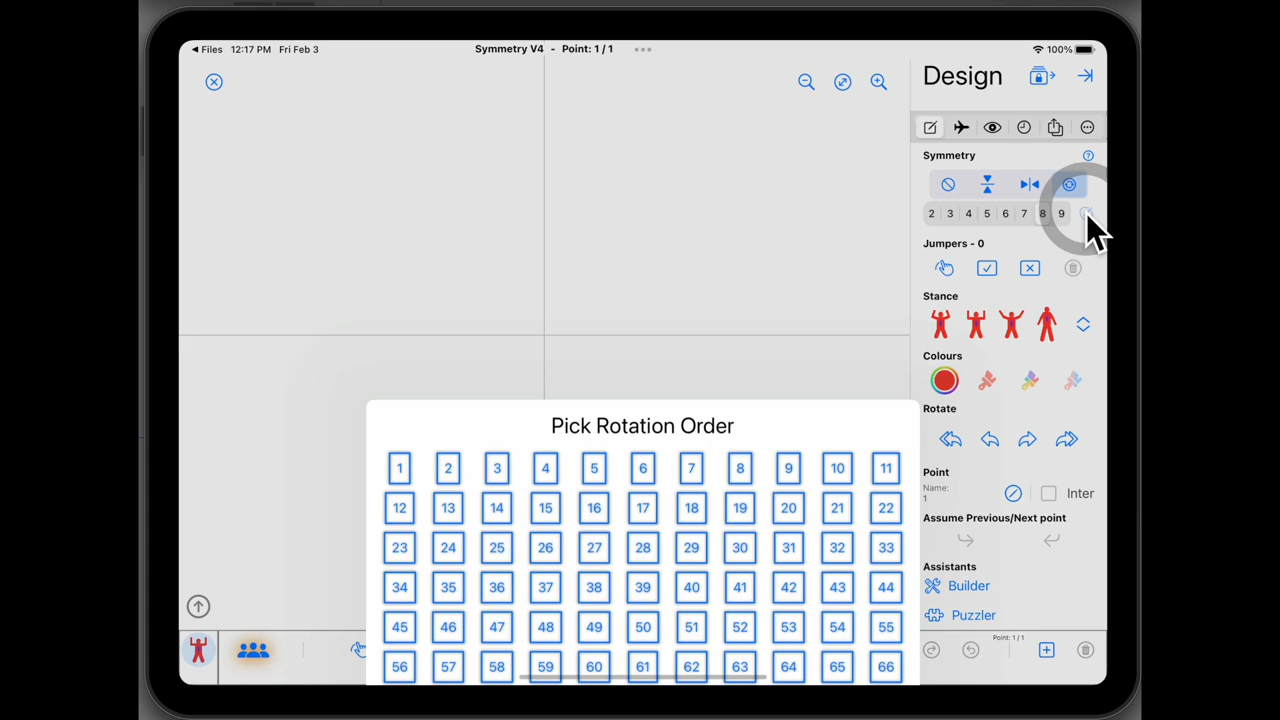 Files 12:17 PM Fri Feb 3
Symmetry V4 - Point: 1 / 1
100%
Design
Symmetry
2 3 4 5 6 7 8 9
Jumpers - 0
Stance
Colours
Rotate
Point
Name:
1
Inter
Assume Previous/Next point
Assistants
Builder
Puzzler
Point: 1 / 1
Pick Rotation Order
1 2 3 4 5 6 7 8 9 10 11
12 13 14 15 16 17 18 19 20 21 22
23 24 25 26 27 28 29 30 31 32 33
34 35 36 37 38 39 40 41 42 43 44
45 46 47 48 49 50 51 52 53 54 55
56 57 58 59 60 61 62 63 64 65 66